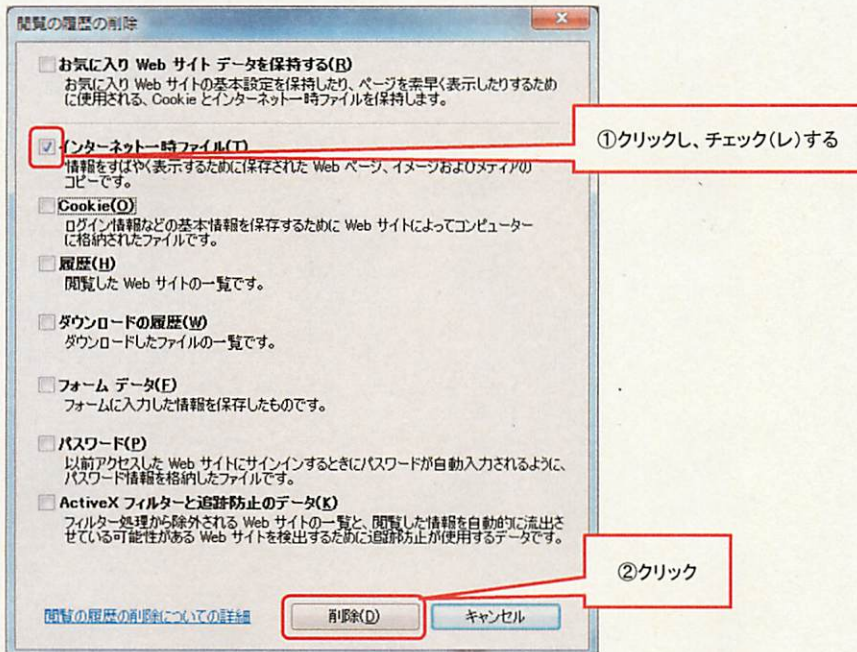 閲覧の履歴の削除
お気に入り Web サイト データを保持する(R)
お気に入り Web サイトの基本設定を保持したり、ページを素早く表示したりするため
に使用される、Cookie とインターネット一時ファイルを保持します。
①クリックし、チェック(レ)する
インターネット一時ファイル(T)
情報をすばやく表示するために保存された Web ページ、イメージおよびメディアの
コピーです。
Cookie(O)
ログイン情報などの基本情報を保存するために Web サイトによってコンピューター
に格納されたファイルです。
履歴(H)
閲覧した Web サイトの一覧です。
ダウンロードの履歴(W)
ダウンロードしたファイルの一覧です。
フォーム データ(F)
フォームに入力した情報を保存したものです。
パスワード(P)
以前アクセスした Web サイトにサインインするときにパスワードが自動入力されるように、
パスワード情報を格納したファイルです。
ActiveX フィルターと追跡防止のデータ(K)
フィルター処理から除外される Web サイトの一覧と、閲覧した情報を自動的に流出さ
せている可能性がある Web サイトを検出するために追跡防止が使用するデータです。
②クリック
閲覧の履歴の削除についての詳細
削除(D)
キャンセル